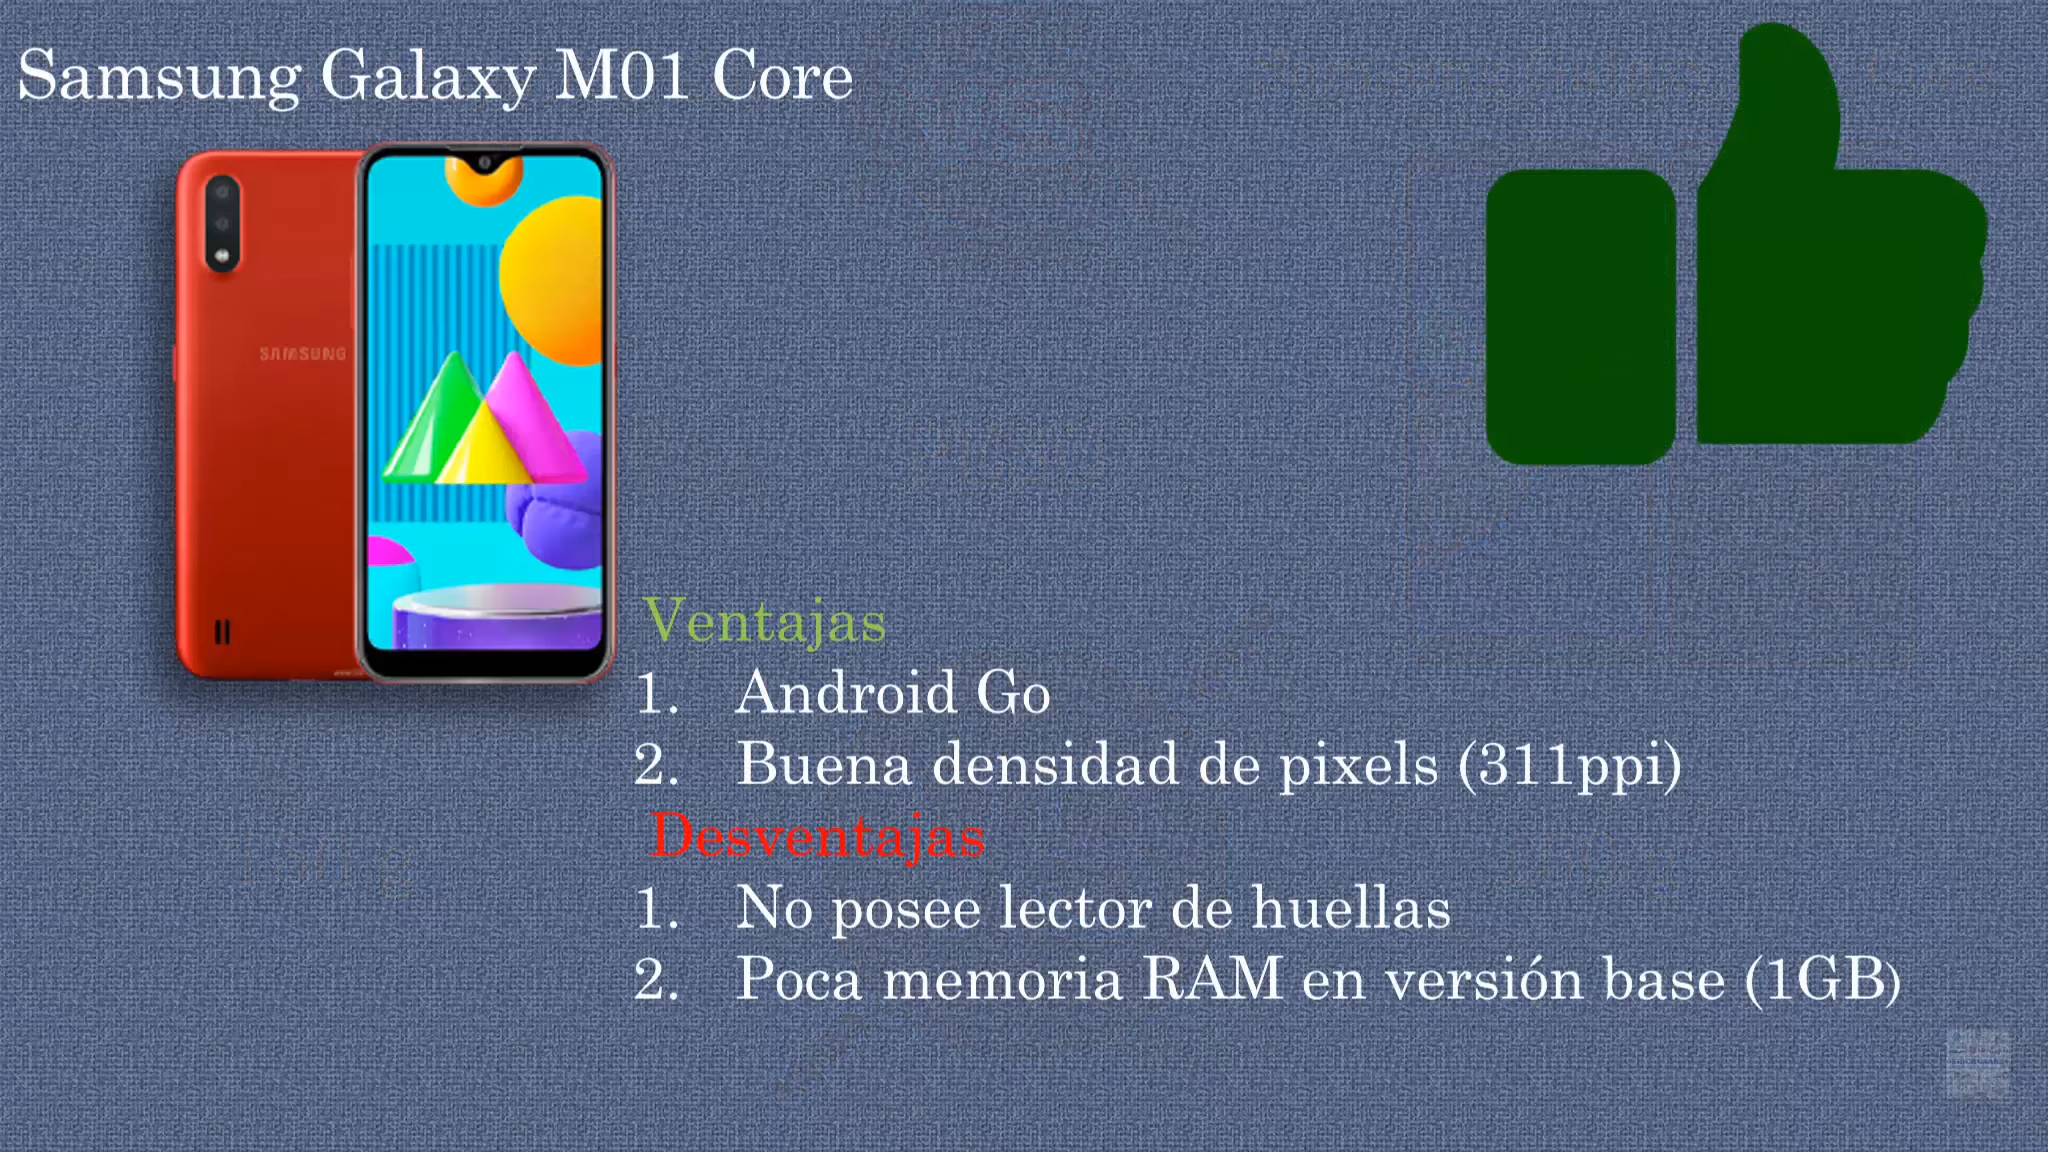 Samsung Galaxy M01 Core
SAMSUNG
Ventajas
1. Android Go
2. Buena densidad de pixels (311ppi)
Desventajas
1. No posee lector de huellas
2. Poca memoria RAM en versión base (1GB)